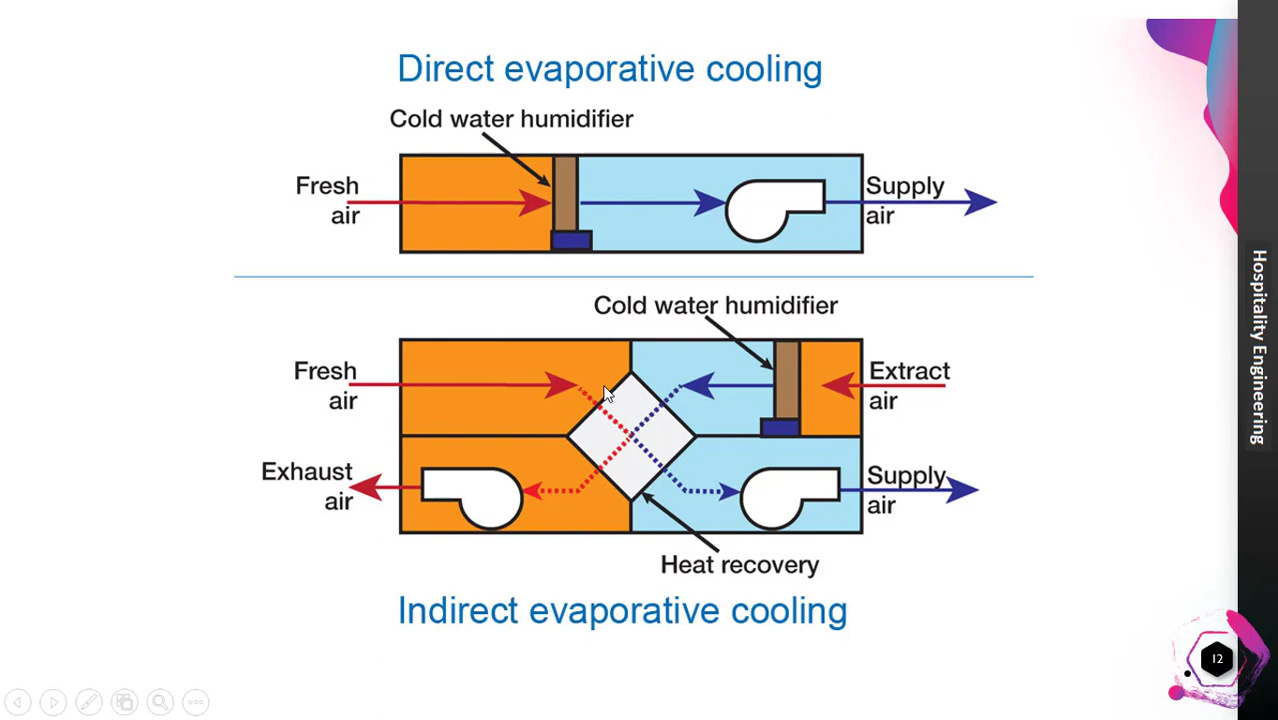 Direct evaporative cooling
Cold water humidifier
Fresh
air
Supply
air
Cold water humidifier
Fresh
air
Extract
air
Exhaust
air
Supply
air
Heat recovery
Indirect evaporative cooling
Hospitality Engineering
12